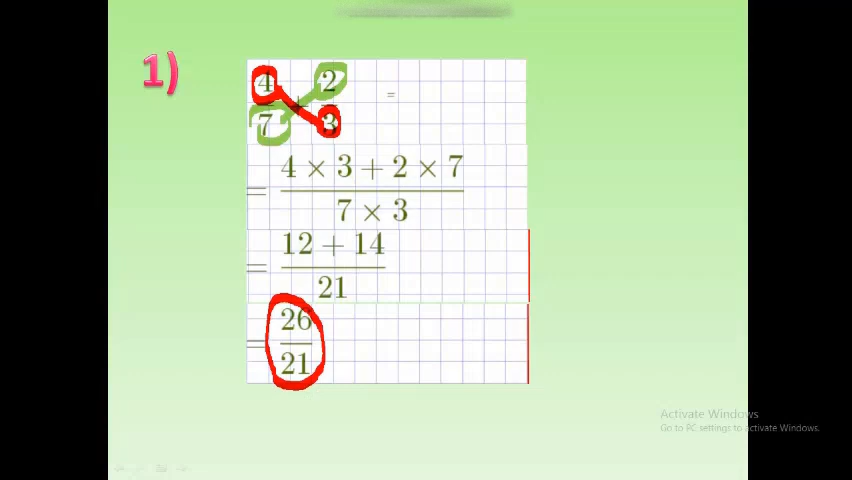 1)
4/7 + 2/3 =
= (4 × 3 + 2 × 7)/(7 × 3)
= (12 + 14)/21
= 26/21
Activate Windows
Go to PC settings to activate Windows.